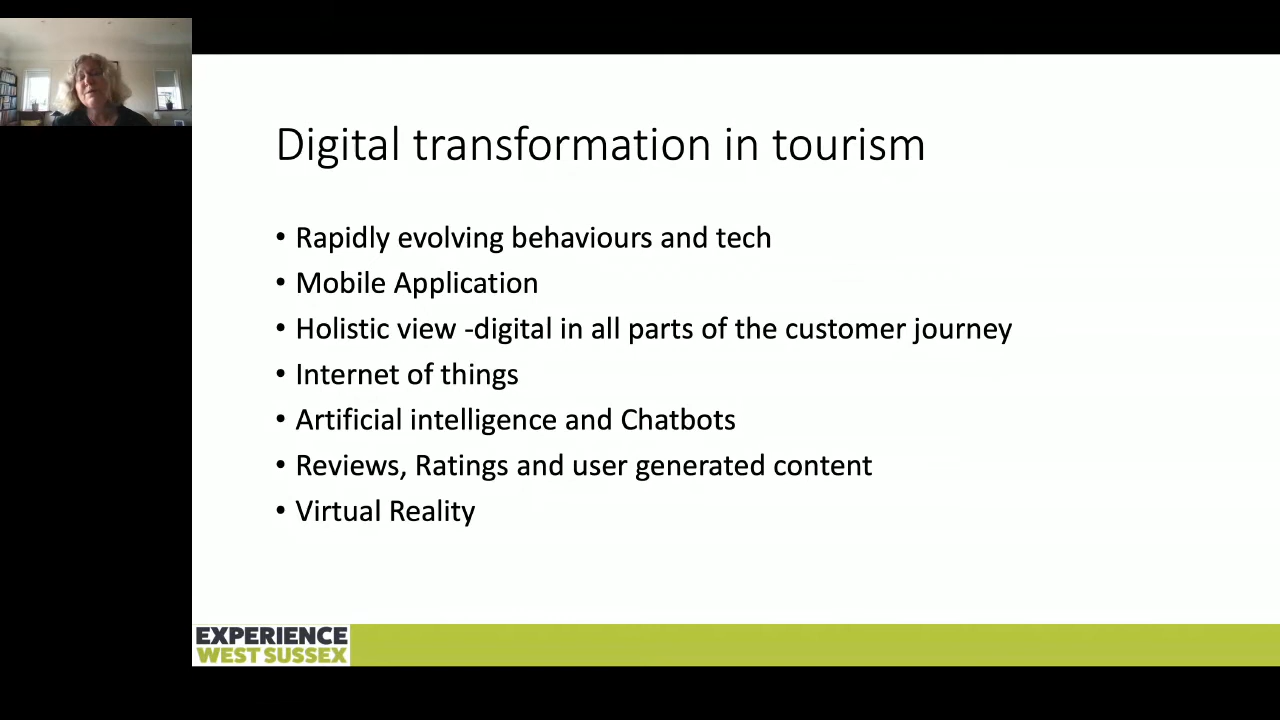 Digital transformation in tourism
• Rapidly evolving behaviours and tech
• Mobile Application
• Holistic view -digital in all parts of the customer journey
• Internet of things
• Artificial intelligence and Chatbots
• Reviews, Ratings and user generated content
• Virtual Reality
EXPERIENCE
WEST SUSSEX